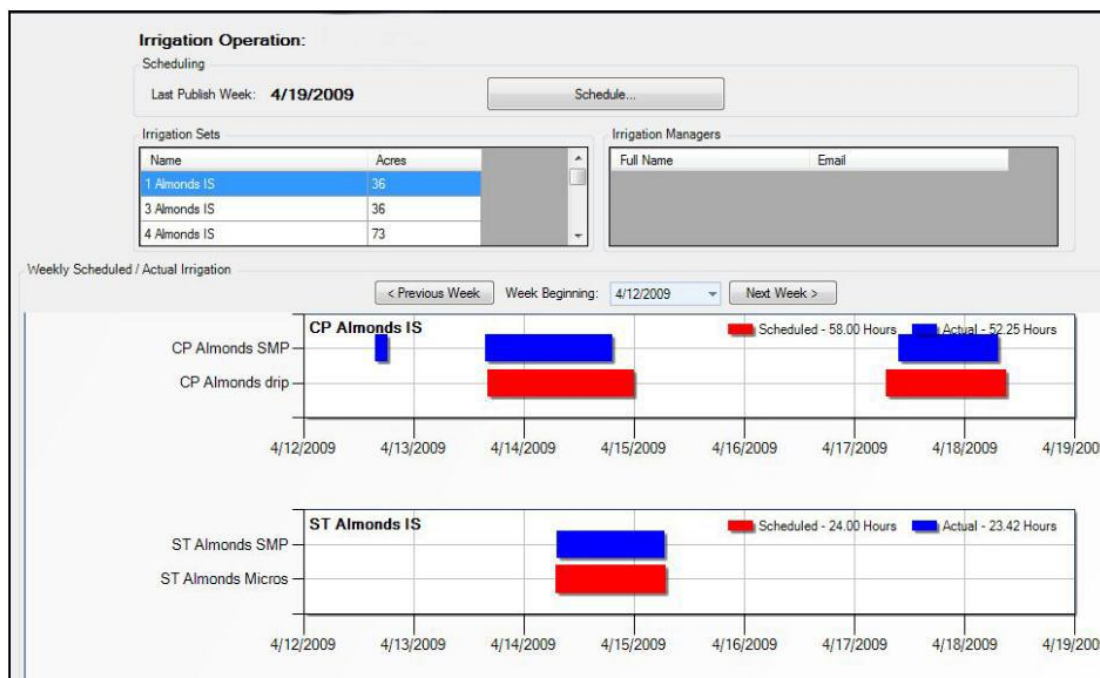 Irrigation Operation:
Scheduling
Last Publish Week: 4/19/2009 Schedule...
Irrigation Sets
Name Acres
1 Almonds IS 36
3 Almonds IS 36
4 Almonds IS 73
Irrigation Managers
Full Name Email
Weekly Scheduled / Actual Irrigation
< Previous Week Week Beginning: 4/12/2009 Next Week >
CP Almonds IS Scheduled - 58.00 Hours Actual - 52.25 Hours
CP Almonds SMP
CP Almonds drip
4/12/2009 4/13/2009 4/14/2009 4/15/2009 4/16/2009 4/17/2009 4/18/2009 4/19/200
ST Almonds IS Scheduled - 24.00 Hours Actual - 23.42 Hours
ST Almonds SMP
ST Almonds Micros
4/12/2009 4/13/2009 4/14/2009 4/15/2009 4/16/2009 4/17/2009 4/18/2009 4/19/200